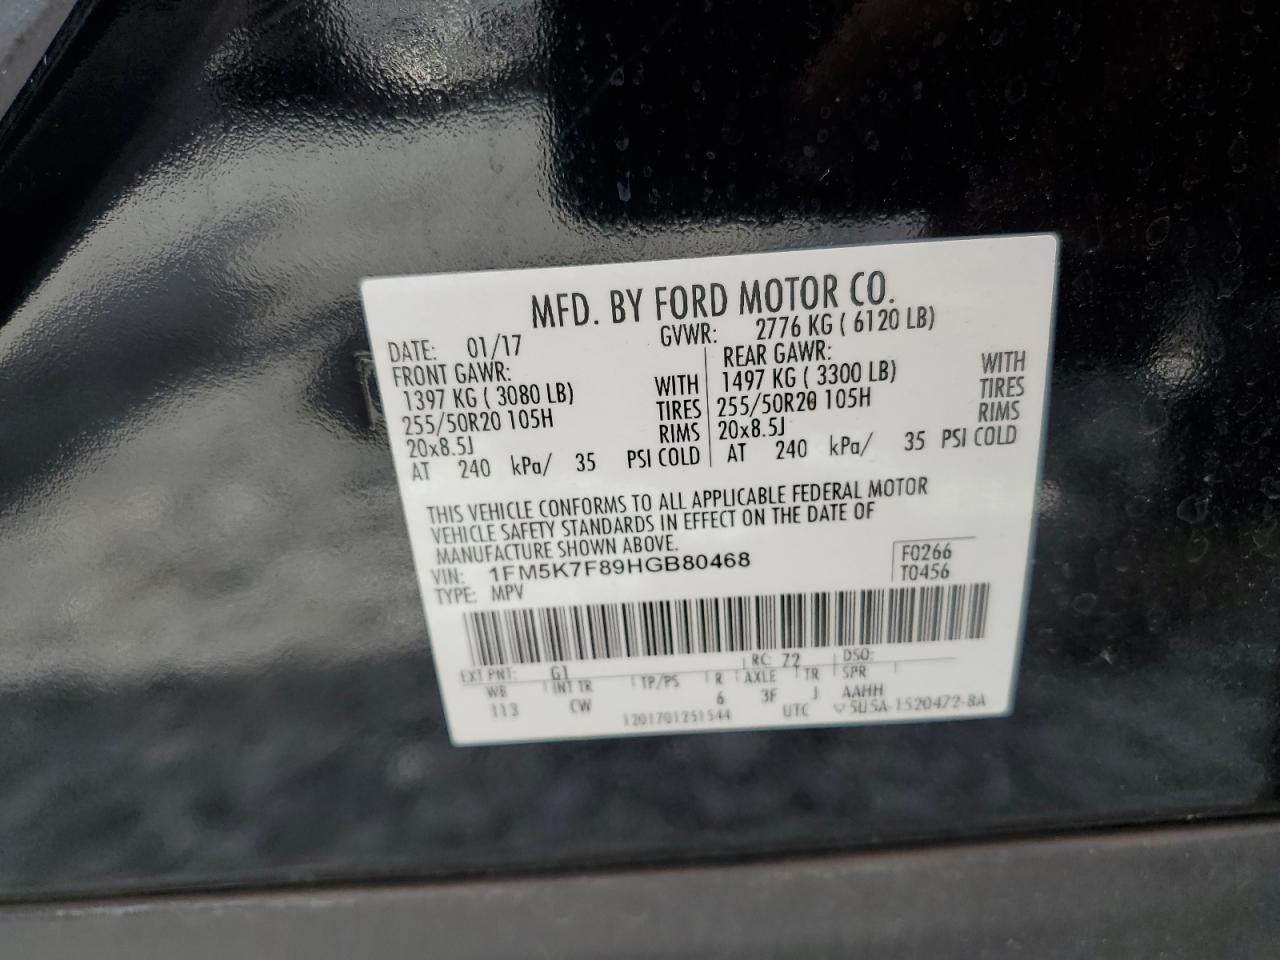 MFD. BY FORD MOTOR CO.
DATE: 01/17 GVWR: 2776 KG ( 6120 LB)
FRONT GAWR: REAR GAWR:
1397 KG ( 3080 LB) WITH 1497 KG ( 3300 LB) WITH
255/50R20 105H TIRES 255/50R20 105H TIRES
20x8.5J RIMS 20x8.5J RIMS
AT 240 kPa/ 35 PSI COLD AT 240 kPa/ 35 PSI COLD
THIS VEHICLE CONFORMS TO ALL APPLICABLE FEDERAL MOTOR
VEHICLE SAFETY STANDARDS IN EFFECT ON THE DATE OF
MANUFACTURE SHOWN ABOVE.
VIN: 1FM5K7F89HGB80468 F0266
TYPE: MPV T0456
EXT PNT: G1 RC: 72 DSO:
WB INT TR TP/PS R AXLE TR SPR
113 CW 6 3F J AAHH
1201701251544 UTC 5U5A-1520472-BA